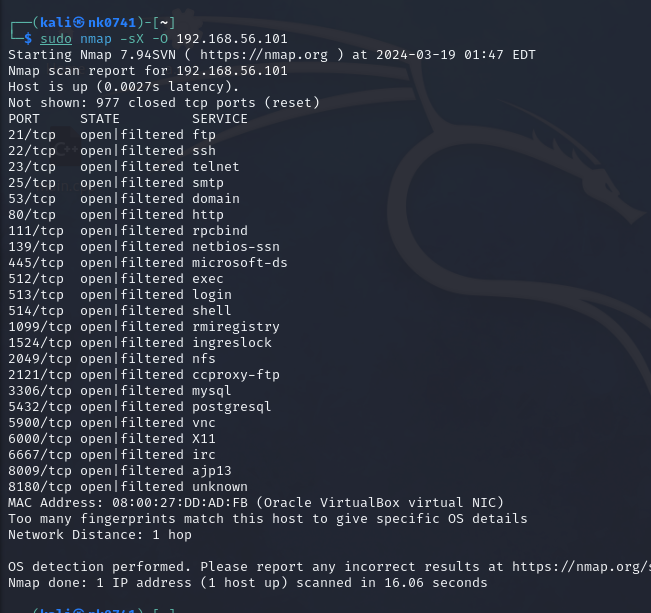 ┌──(kali㉿nk0741)-[~]
└─$ sudo nmap -sX -O 192.168.56.101
Starting Nmap 7.94SVN ( https://nmap.org ) at 2024-03-19 01:47 EDT
Nmap scan report for 192.168.56.101
Host is up (0.0027s latency).
Not shown: 977 closed tcp ports (reset)
PORT     STATE         SERVICE
21/tcp   open|filtered ftp
22/tcp   open|filtered ssh
23/tcp   open|filtered telnet
25/tcp   open|filtered smtp
53/tcp   open|filtered domain
80/tcp   open|filtered http
111/tcp  open|filtered rpcbind
139/tcp  open|filtered netbios-ssn
445/tcp  open|filtered microsoft-ds
512/tcp  open|filtered exec
513/tcp  open|filtered login
514/tcp  open|filtered shell
1099/tcp open|filtered rmiregistry
1524/tcp open|filtered ingreslock
2049/tcp open|filtered nfs
2121/tcp open|filtered ccproxy-ftp
3306/tcp open|filtered mysql
5432/tcp open|filtered postgresql
5900/tcp open|filtered vnc
6000/tcp open|filtered X11
6667/tcp open|filtered irc
8009/tcp open|filtered ajp13
8180/tcp open|filtered unknown
MAC Address: 08:00:27:DD:AD:FB (Oracle VirtualBox virtual NIC)
Too many fingerprints match this host to give specific OS details
Network Distance: 1 hop
OS detection performed. Please report any incorrect results at https://nmap.org/s
Nmap done: 1 IP address (1 host up) scanned in 16.06 seconds